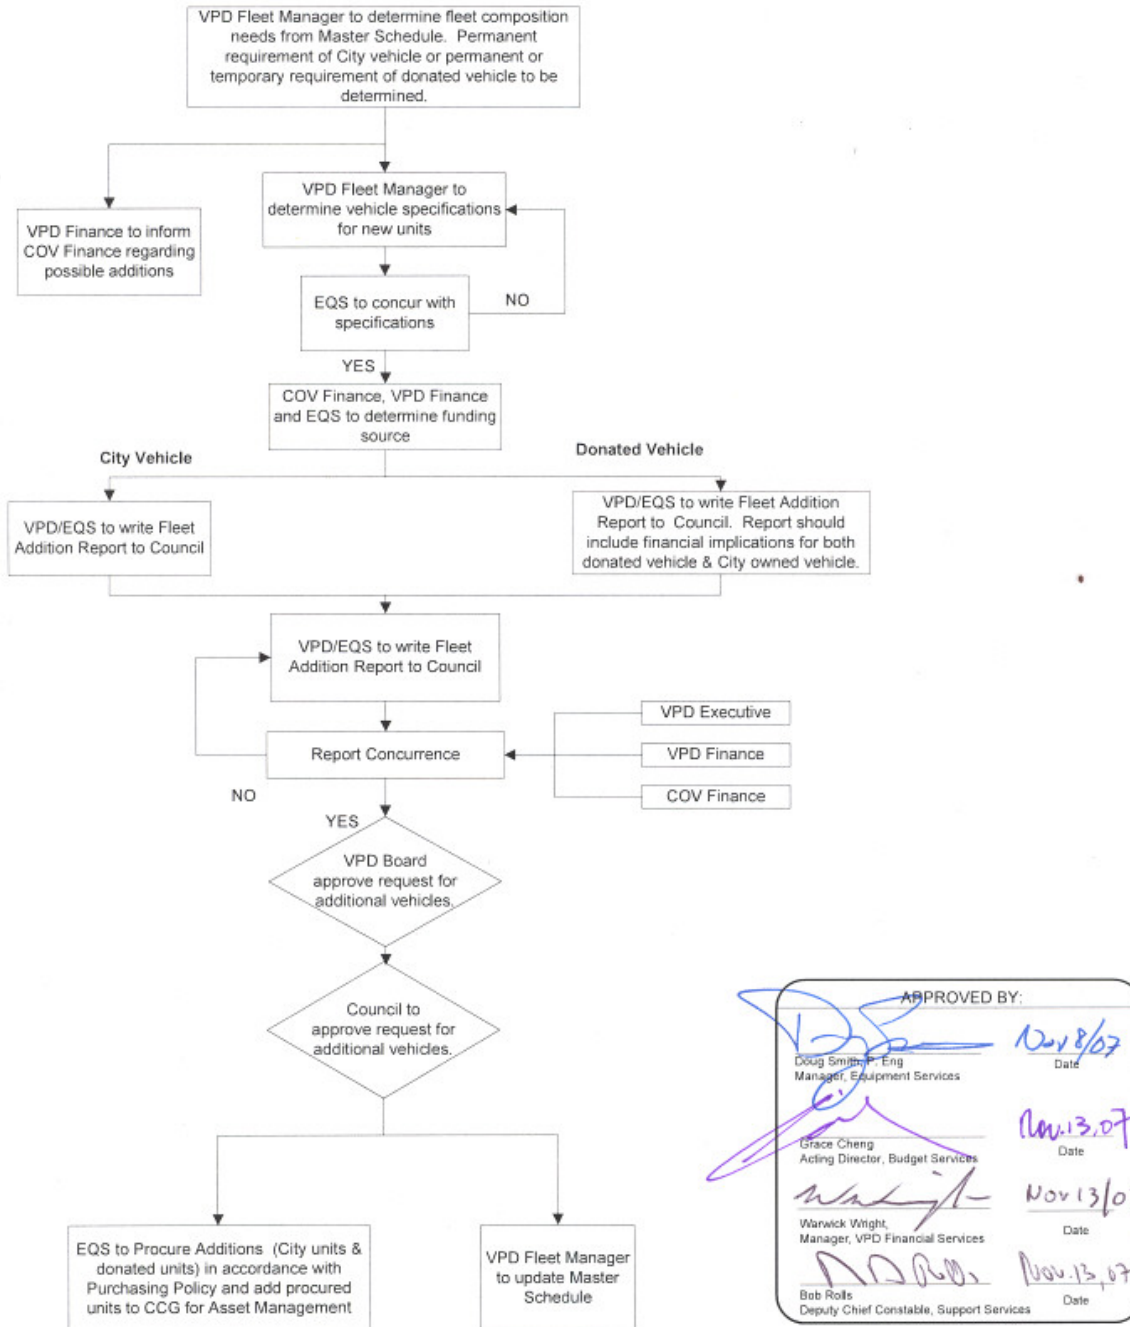 VPD Fleet Manager to determine fleet composition
needs from Master Schedule. Permanent
requirement of City vehicle or permanent or
temporary requirement of donated vehicle to be
determined.
VPD Finance to inform
COV Finance regarding
possible additions
VPD Fleet Manager to
determine vehicle specifications
for new units
EQS to concur with
specifications
NO
YES
COV Finance, VPD Finance
and EQS to determine funding
source
City Vehicle
Donated Vehicle
VPD/EQS to write Fleet
Addition Report to Council
VPD/EQS to write Fleet Addition
Report to Council. Report should
include financial implications for both
donated vehicle & City owned vehicle.
VPD/EQS to write Fleet
Addition Report to Council
Report Concurrence
VPD Executive
VPD Finance
COV Finance
NO
YES
VPD Board
approve request for
additional vehicles.
Council to
approve request for
additional vehicles.
EQS to Procure Additions (City units &
donated units) in accordance with
Purchasing Policy and add procured
units to CCG for Asset Management
VPD Fleet Manager
to update Master
Schedule
APPROVED BY:
Nov 8/07
Doug Smith, P. Eng
Date
Manager, Equipment Services
Nov.13,07
Grace Cheng
Date
Acting Director, Budget Services
Nov 13/0
Warwick Wright,
Date
Manager, VPD Financial Services
Nov.13,07
Bob Rolls
Date
Deputy Chief Constable, Support Services